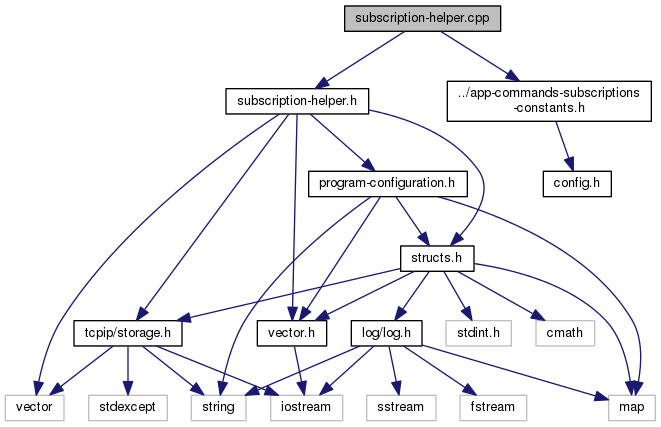 subscription-helper.cpp
subscription-helper.h
../app-commands-subscriptions
-constants.h
program-configuration.h
config.h
structs.h
tcpip/storage.h
vector.h
log/log.h
stdint.h
cmath
vector
stdexcept
string
iostream
sstream
fstream
map